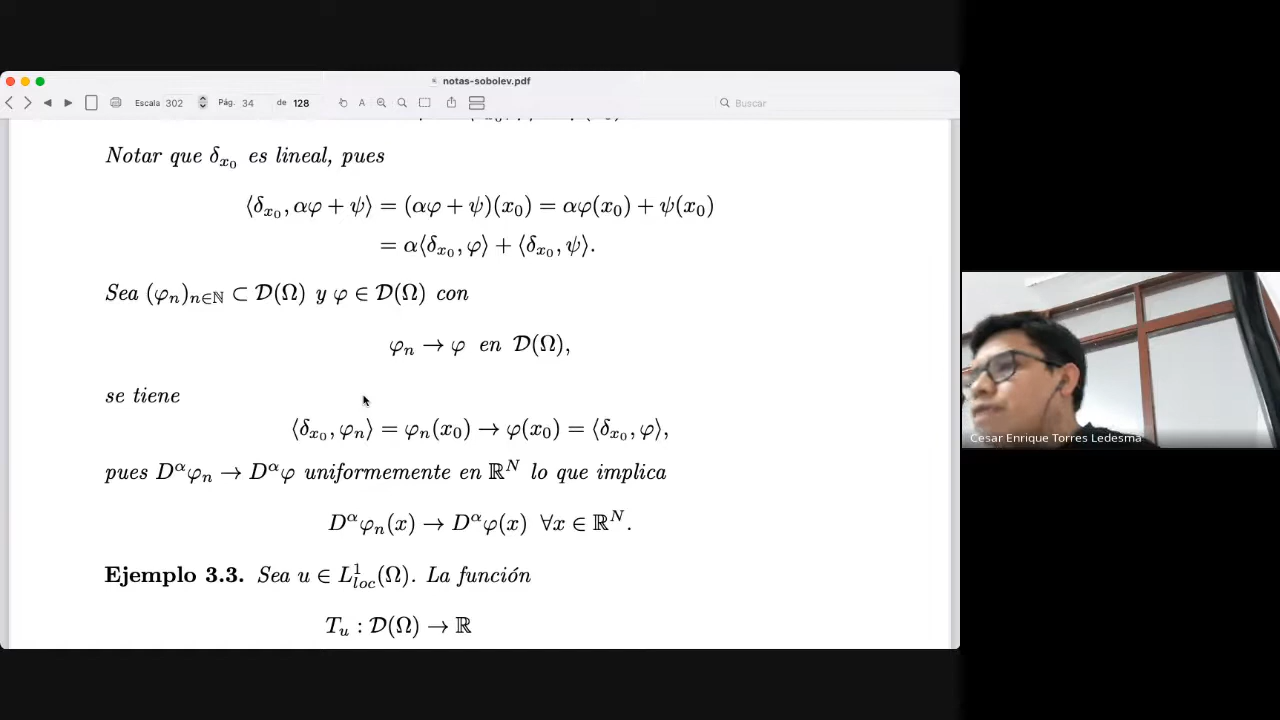 notas-sobolev.pdf
Escala 302 Pág. 34 de 128 A Buscar
Notar que δ_{x_0} es lineal, pues
⟨δ_{x_0}, αφ + ψ⟩ = (αφ + ψ)(x_0) = αφ(x_0) + ψ(x_0)
= α⟨δ_{x_0}, φ⟩ + ⟨δ_{x_0}, ψ⟩.
Sea (φ_n)_{n∈ℕ} ⊂ 𝒟(Ω) y φ ∈ 𝒟(Ω) con
φ_n → φ en 𝒟(Ω),
se tiene
⟨δ_{x_0}, φ_n⟩ = φ_n(x_0) → φ(x_0) = ⟨δ_{x_0}, φ⟩,
pues D^α φ_n → D^α φ uniformemente en ℝ^N lo que implica
D^α φ_n(x) → D^α φ(x) ∀x ∈ ℝ^N.
Ejemplo 3.3. Sea u ∈ L^1_{loc}(Ω). La función
T_u : 𝒟(Ω) → ℝ
Cesar Enrique Torres Ledesma